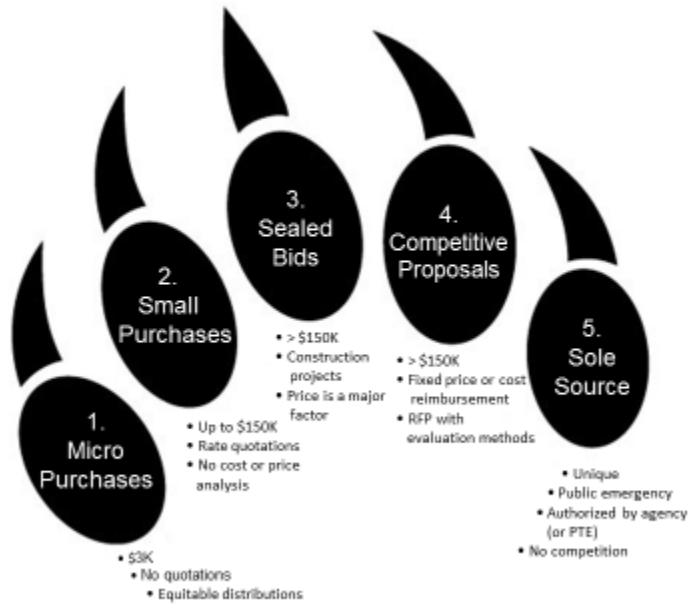 1.
Micro
Purchases
• $3K
• No quotations
• Equitable distributions
2.
Small
Purchases
• Up to $150K
• Rate quotations
• No cost or price
analysis
3.
Sealed
Bids
• > $150K
• Construction
projects
• Price is a major
factor
4.
Competitive
Proposals
• > $150K
• Fixed price or cost
reimbursement
• RFP with
evaluation methods
5.
Sole
Source
• Unique
• Public emergency
• Authorized by agency
(or PTE)
• No competition